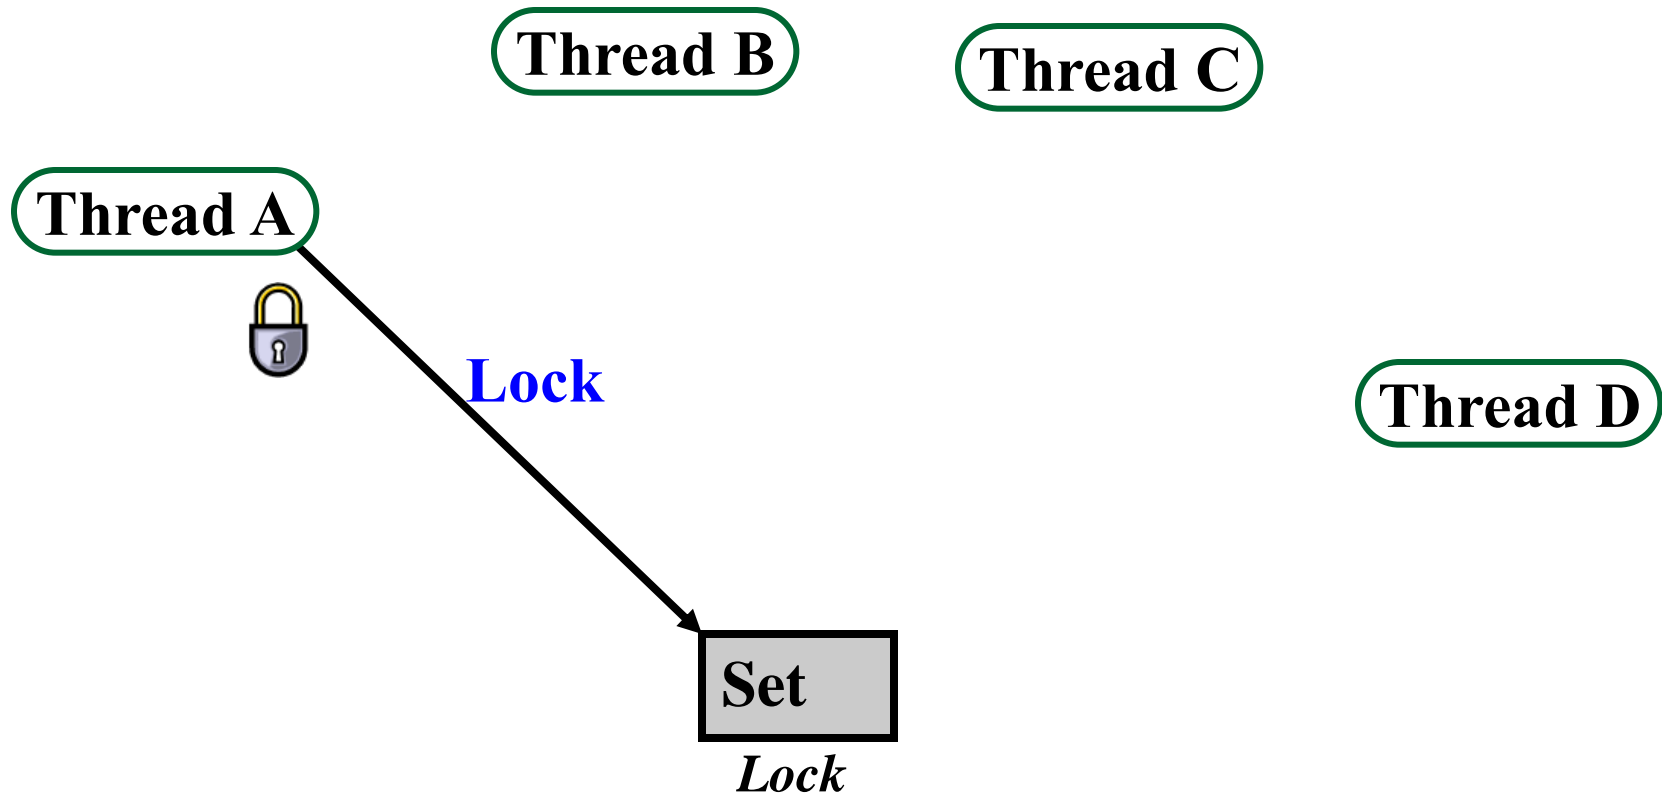 Thread B
Thread C
Thread A
Lock
Thread D
Set
Lock